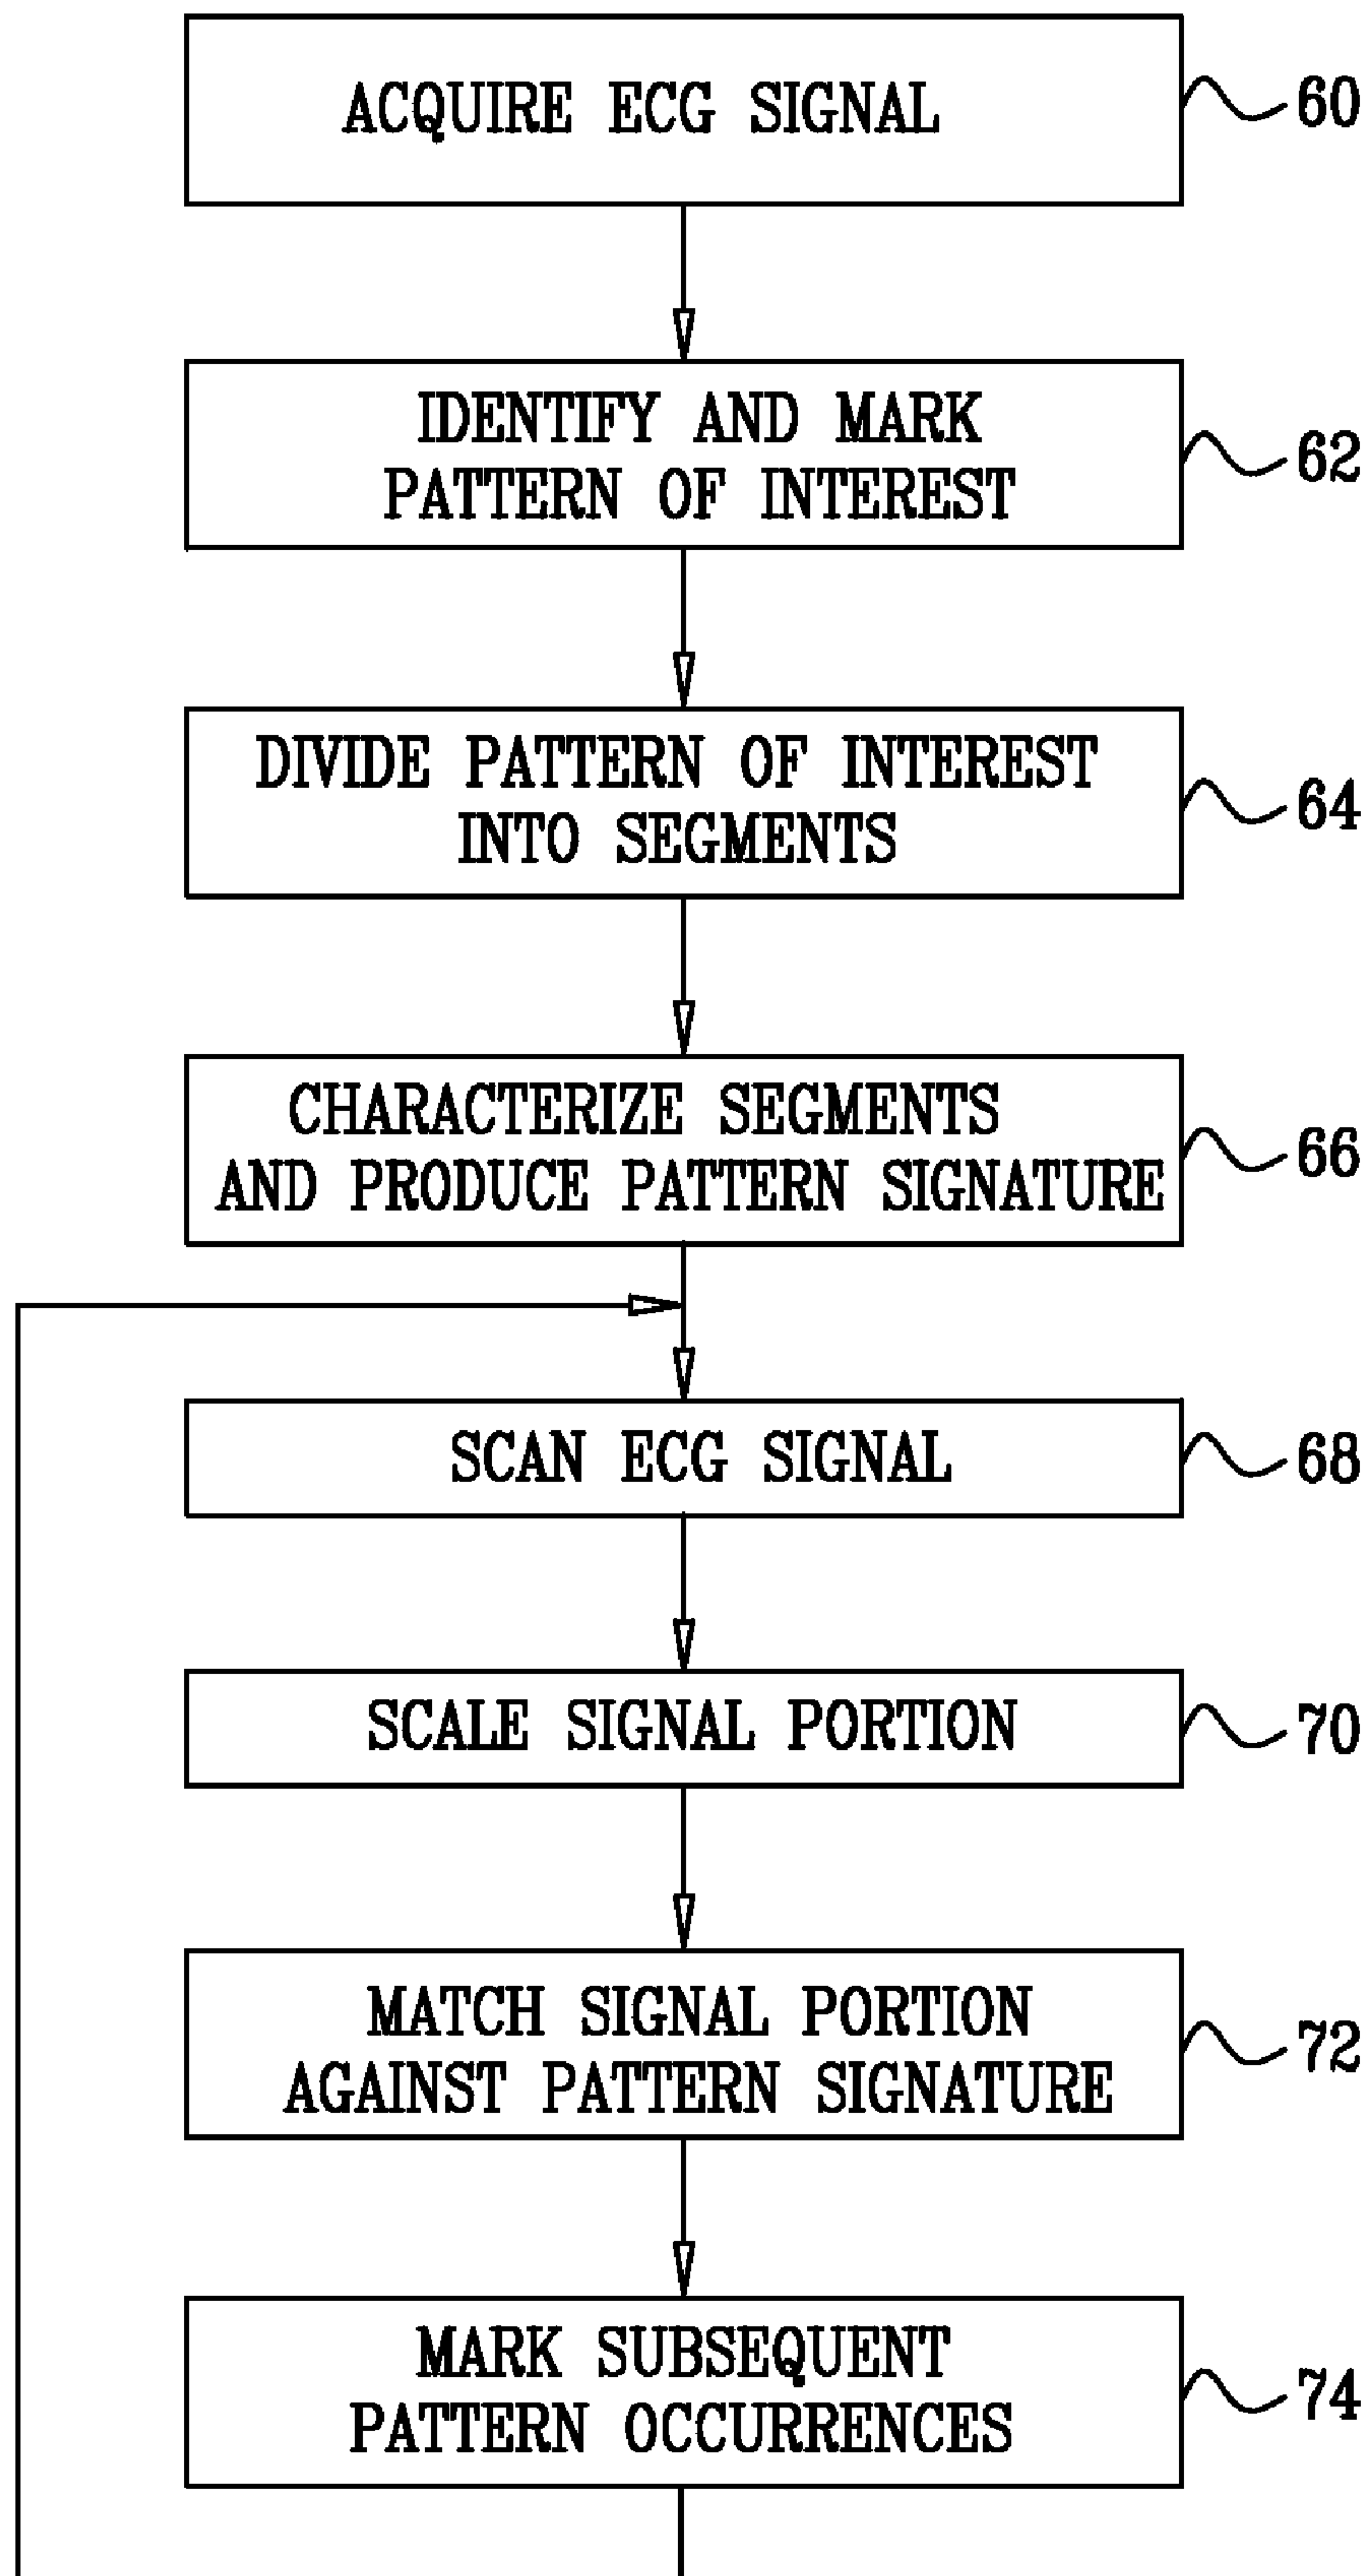 ACQUIRE ECG SIGNAL
60
IDENTIFY AND MARK
PATTERN OF INTEREST
62
DIVIDE PATTERN OF INTEREST
INTO SEGMENTS
64
CHARACTERIZE SEGMENTS
AND PRODUCE PATTERN SIGNATURE
66
SCAN ECG SIGNAL
68
SCALE SIGNAL PORTION
70
MATCH SIGNAL PORTION
AGAINST PATTERN SIGNATURE
72
MARK SUBSEQUENT
PATTERN OCCURRENCES
74